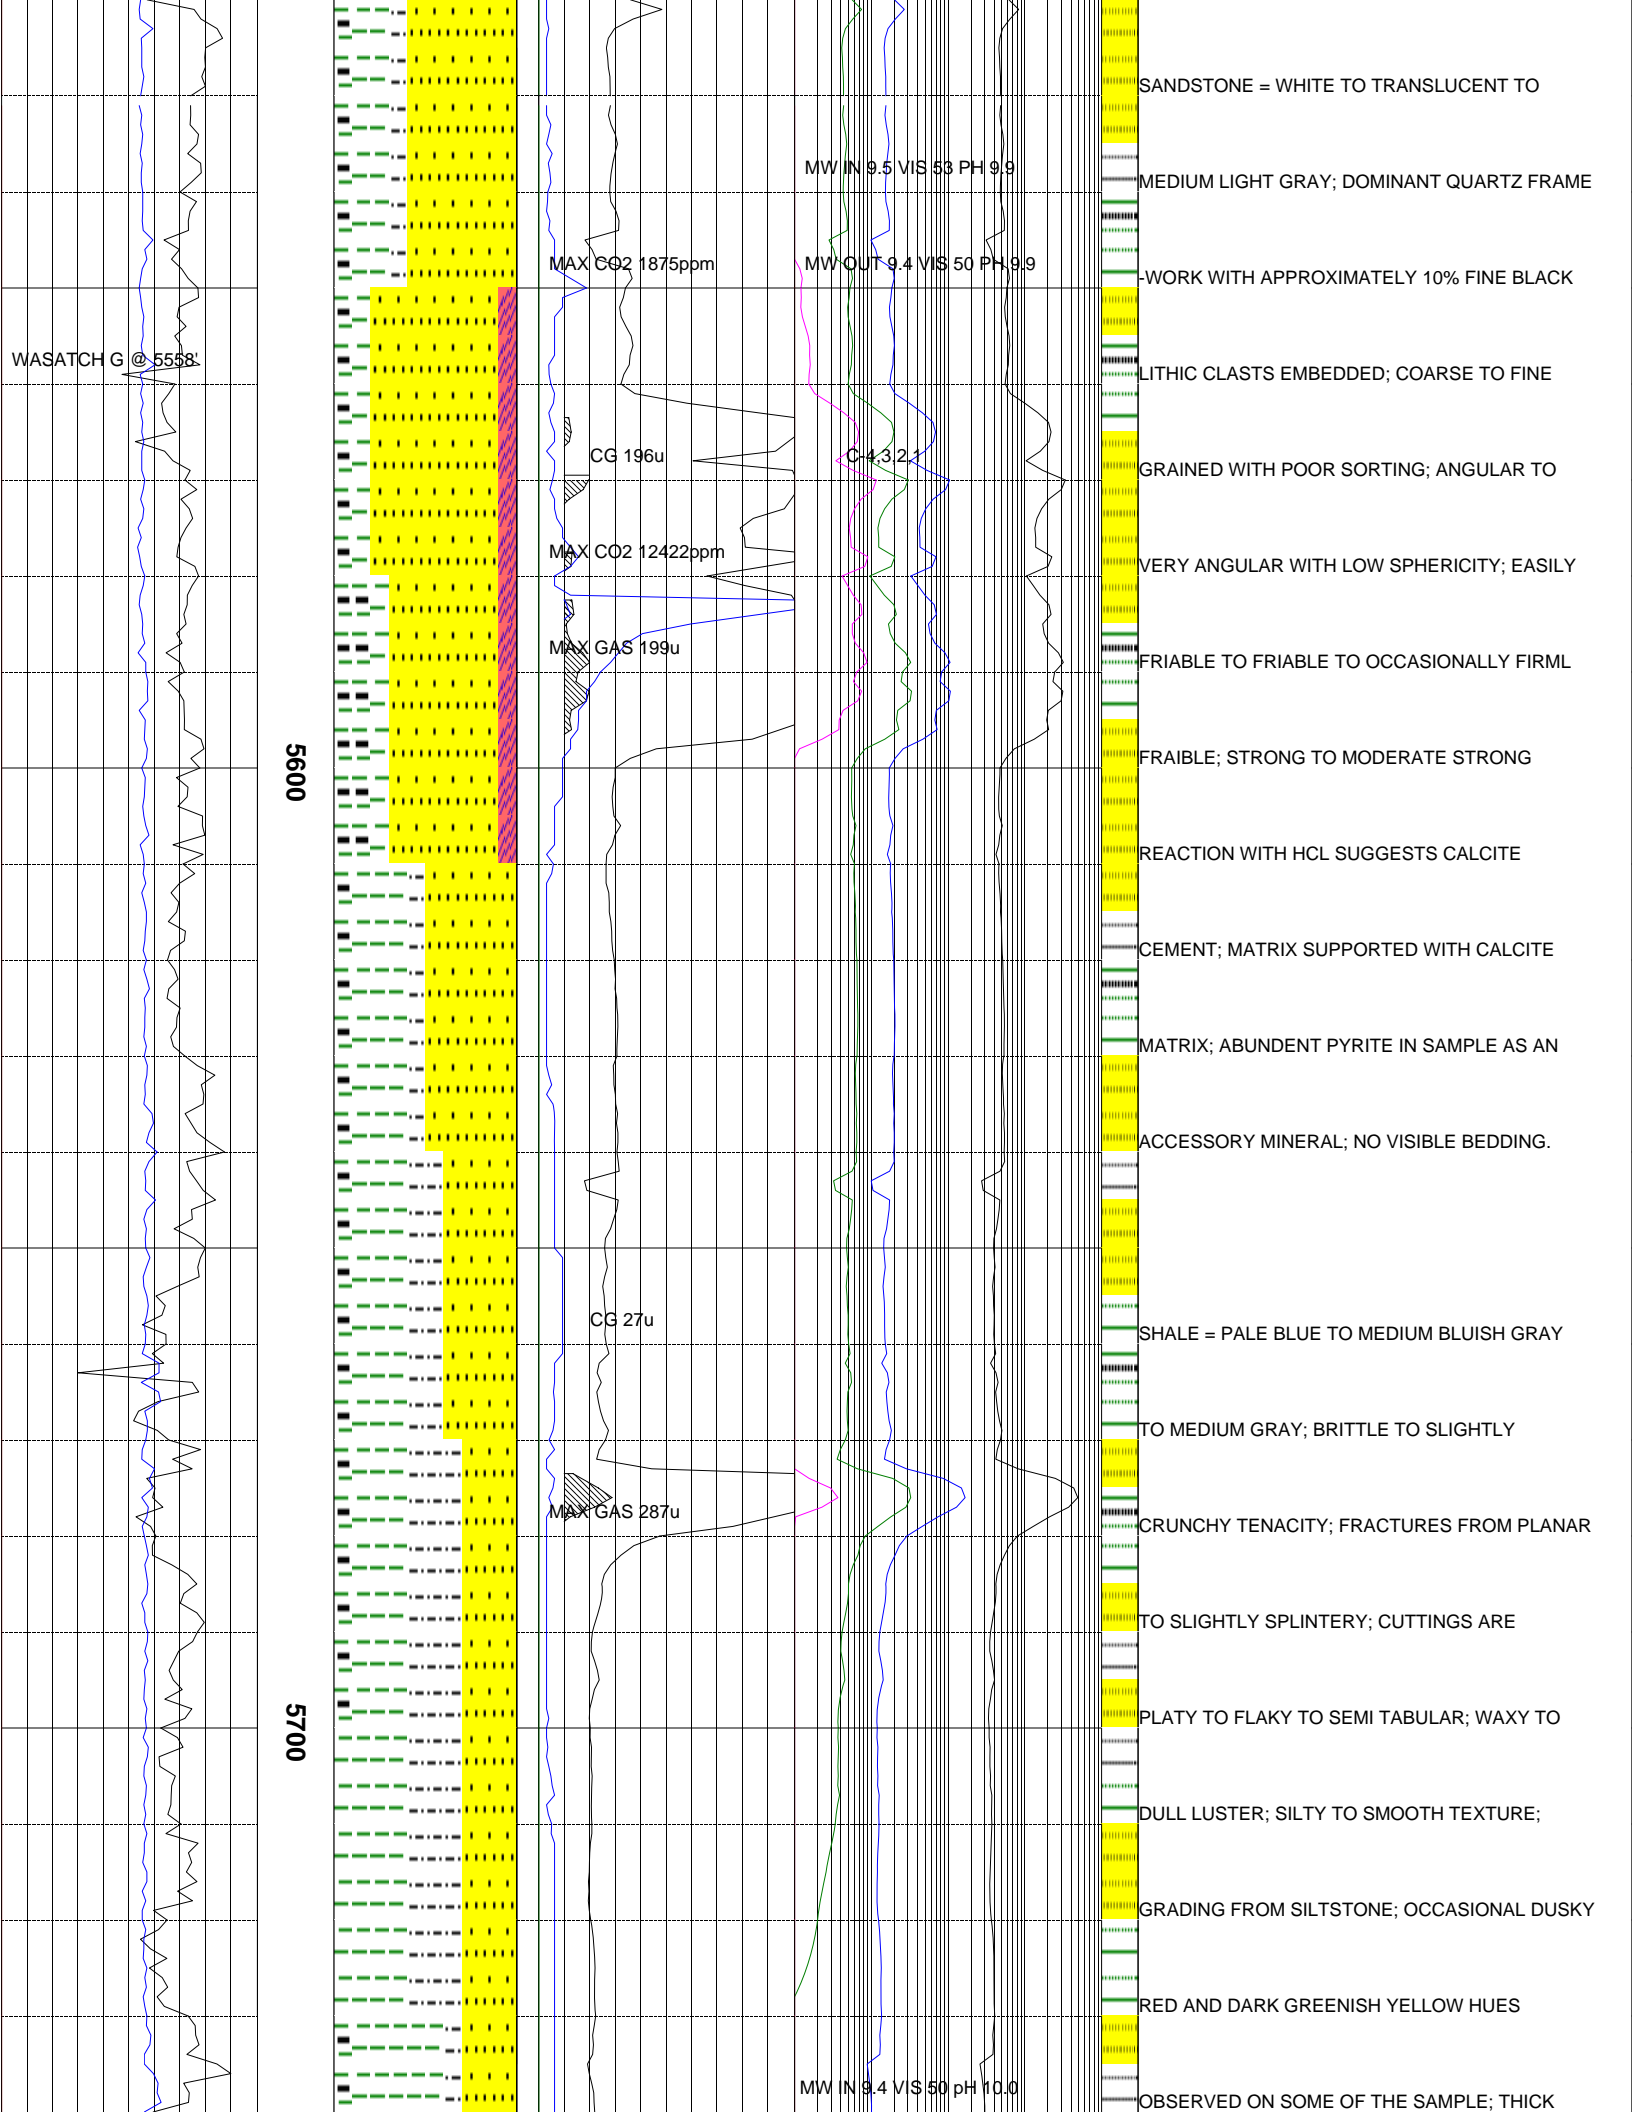 SANDSTONE = WHITE TO TRANSLUCENT TO
MW IN 9.5 VIS 53 PH 9.9
MEDIUM LIGHT GRAY; DOMINANT QUARTZ FRAME
MAX CO2 1875ppm
MW OUT 9.4 VIS 50 PH 9.9
-WORK WITH APPROXIMATELY 10% FINE BLACK
WASATCH G @ 5558'
LITHIC CLASTS EMBEDDED; COARSE TO FINE
CG 196u
C-4,3,2,1
GRAINED WITH POOR SORTING; ANGULAR TO
MAX CO2 12422ppm
VERY ANGULAR WITH LOW SPHERICITY; EASILY
MAX GAS 199u
FRIABLE TO FRIABLE TO OCCASIONALLY FIRML
5600
FRAIBLE; STRONG TO MODERATE STRONG
REACTION WITH HCL SUGGESTS CALCITE
CEMENT; MATRIX SUPPORTED WITH CALCITE
MATRIX; ABUNDENT PYRITE IN SAMPLE AS AN
ACCESSORY MINERAL; NO VISIBLE BEDDING.
CG 27u
SHALE = PALE BLUE TO MEDIUM BLUISH GRAY
TO MEDIUM GRAY; BRITTLE TO SLIGHTLY
MAX GAS 287u
CRUNCHY TENACITY; FRACTURES FROM PLANAR
TO SLIGHTLY SPLINTERY; CUTTINGS ARE
5700
PLATY TO FLAKY TO SEMI TABULAR; WAXY TO
DULL LUSTER; SILTY TO SMOOTH TEXTURE;
GRADING FROM SILTSTONE; OCCASIONAL DUSKY
RED AND DARK GREENISH YELLOW HUES
MW IN 9.4 VIS 50 pH 10.0
OBSERVED ON SOME OF THE SAMPLE; THICK